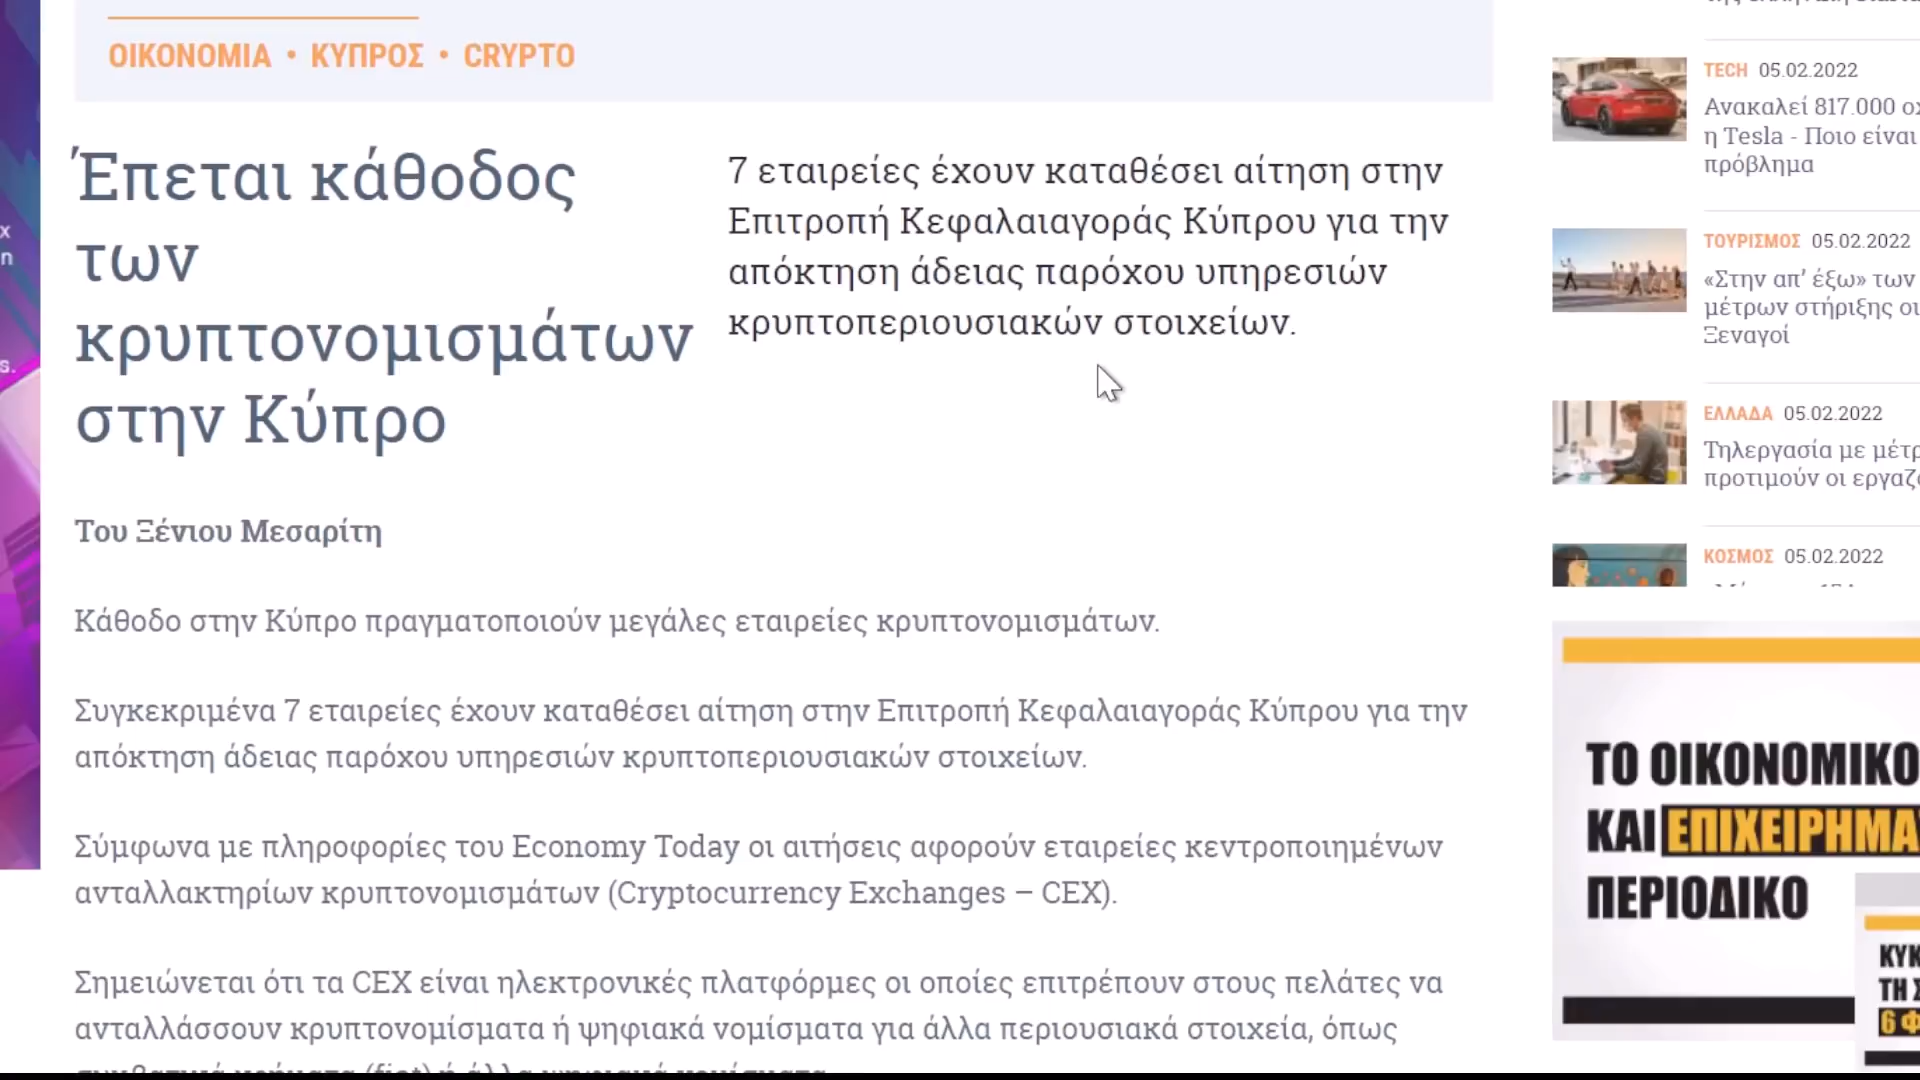 ΟΙΚΟΝΟΜΙΑ • ΚΥΠΡΟΣ • CRYPTO
Έπεται κάθοδος
των
κρυπτονομισμάτων
στην Κύπρο
7 εταιρείες έχουν καταθέσει αίτηση στην
Επιτροπή Κεφαλαιαγοράς Κύπρου για την
απόκτηση άδειας παρόχου υπηρεσιών
κρυπτοπεριουσιακών στοιχείων.
Του Ξένιου Μεσαρίτη
Κάθοδο στην Κύπρο πραγματοποιούν μεγάλες εταιρείες κρυπτονομισμάτων.
Συγκεκριμένα 7 εταιρείες έχουν καταθέσει αίτηση στην Επιτροπή Κεφαλαιαγοράς Κύπρου για την
απόκτηση άδειας παρόχου υπηρεσιών κρυπτοπεριουσιακών στοιχείων.
Σύμφωνα με πληροφορίες του Economy Today οι αιτήσεις αφορούν εταιρείες κεντροποιημένων
ανταλλακτηρίων κρυπτονομισμάτων (Cryptocurrency Exchanges – CEX).
Σημειώνεται ότι τα CEX είναι ηλεκτρονικές πλατφόρμες οι οποίες επιτρέπουν στους πελάτες να
ανταλλάσσουν κρυπτονομίσματα ή ψηφιακά νομίσματα για άλλα περιουσιακά στοιχεία, όπως
TECH 05.02.2022
Ανακαλεί 817.000
η Tesla - Ποιο είναι
πρόβλημα
ΤΟΥΡΙΣΜΟΣ 05.02.2022
«Στην απ’ έξω» των
μέτρων στήριξης οι
Ξεναγοί
ΕΛΛΑΔΑ 05.02.2022
Τηλεργασία με
προτιμούν οι
ΚΟΣΜΟΣ 05.02.2022
ΤΟ ΟΙΚΟΝΟΜΙΚΟ
ΚΑΙ ΕΠΙΧΕΙΡΗΜΑ
ΠΕΡΙΟΔΙΚΟ
ΚΥΚ
ΤΗ Σ
6 Φ